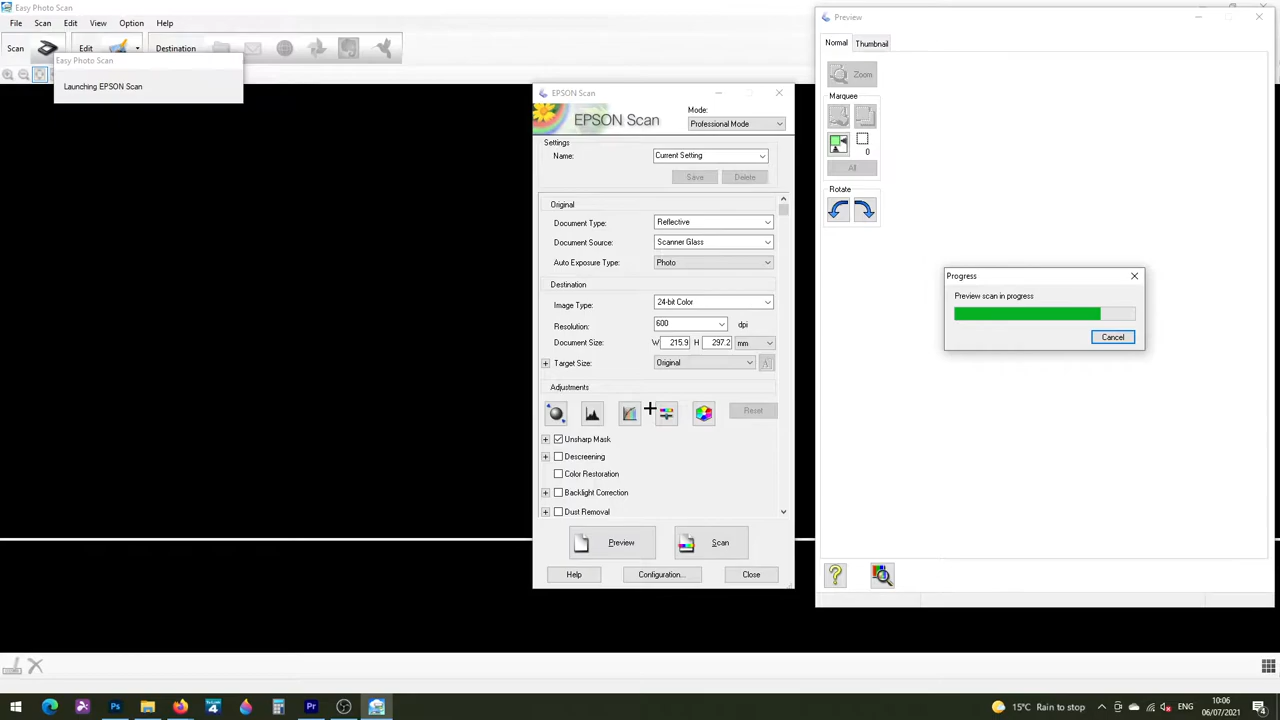 Easy Photo Scan
File Scan Edit View Option Help
Scan Edit Destination
Easy Photo Scan
Launching EPSON Scan
EPSON Scan
EPSON Scan
Mode:
Professional Mode
Settings
Name: Current Setting
Save Delete
Original
Document Type: Reflective
Document Source: Scanner Glass
Auto Exposure Type: Photo
Destination
Image Type: 24-bit Color
Resolution: 600 dpi
Document Size: W 215.9 H 297.2 mm
Target Size: Original
Adjustments
Reset
Unsharp Mask
Descreening
Color Restoration
Backlight Correction
Dust Removal
Preview Scan
Help Configuration... Close
Preview
Normal Thumbnail
Zoom
Marquee
0
All
Rotate
Progress
Preview scan in progress
Cancel
15°C Rain to stop ENG 10:06
06/07/2021 4